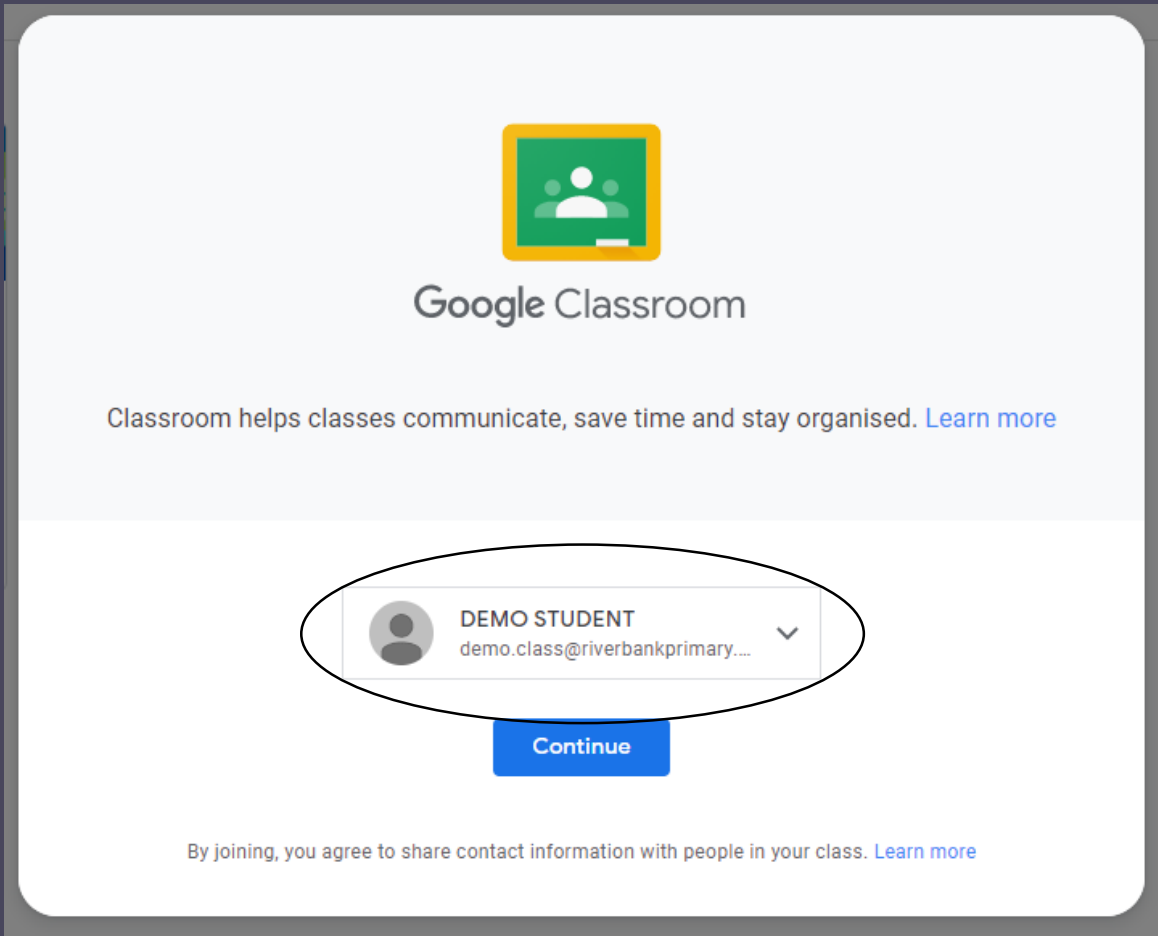 Google Classroom
Classroom helps classes communicate, save time and stay organised. Learn more
DEMO STUDENT
demo.class@riverbankprimary....
Continue
By joining, you agree to share contact information with people in your class. Learn more